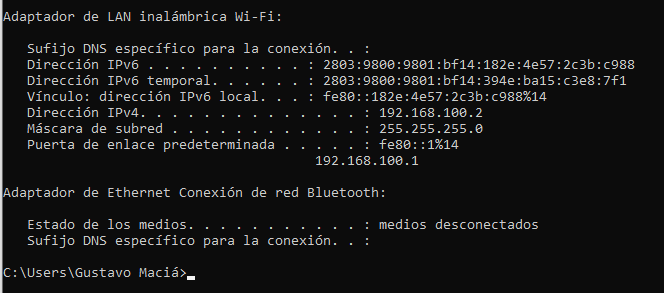 Adaptador de LAN inalámbrica Wi-Fi:
Sufijo DNS específico para la conexión. . :
Dirección IPv6 . . . . . . . . . . : 2803:9800:9801:bf14:182e:4e57:2c3b:c988
Dirección IPv6 temporal. . . . . . : 2803:9800:9801:bf14:394e:ba15:c3e8:7f1
Vínculo: dirección IPv6 local. . . : fe80::182e:4e57:2c3b:c988%14
Dirección IPv4. . . . . . . . . . . . . . : 192.168.100.2
Máscara de subred . . . . . . . . . . . . : 255.255.255.0
Puerta de enlace predeterminada . . . . . : fe80::1%14
192.168.100.1
Adaptador de Ethernet Conexión de red Bluetooth:
Estado de los medios. . . . . . . . . . . : medios desconectados
Sufijo DNS específico para la conexión. . :
C:\Users\Gustavo Maciá>